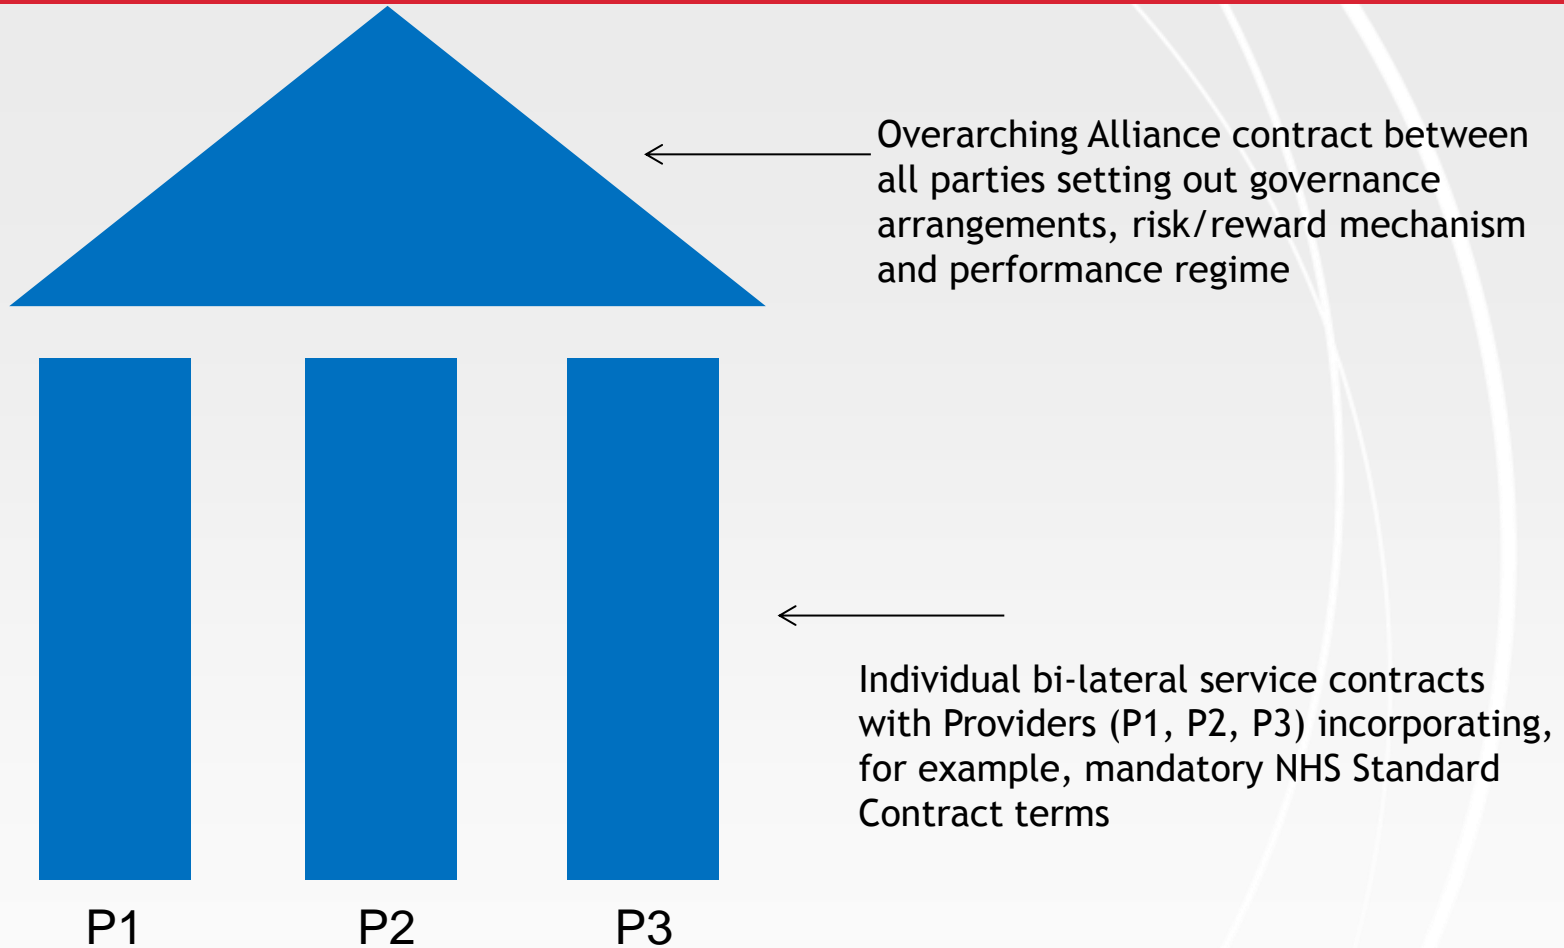 Overarching Alliance contract between
all parties setting out governance
arrangements, risk/reward mechanism
and performance regime
Individual bi-lateral service contracts
with Providers (P1, P2, P3) incorporating,
for example, mandatory NHS Standard
Contract terms
P1 P2 P3